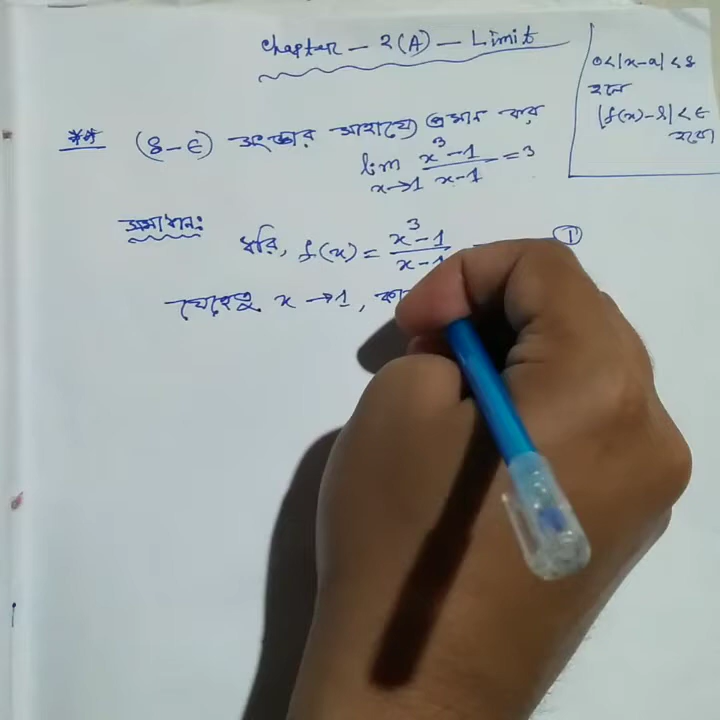 Chapter - 2(A) - Limit
0<|x-a|<δ
হলে
|f(x)-l|<ε
হবে।
** (δ-ε) সংজ্ঞার সাহায্যে প্রমাণ কর
lim x→1 x³-1/x-1 = 3
সমাধান:
ধরি, f(x) = x³-1/x-1 — ①
যেহেতু x→1,